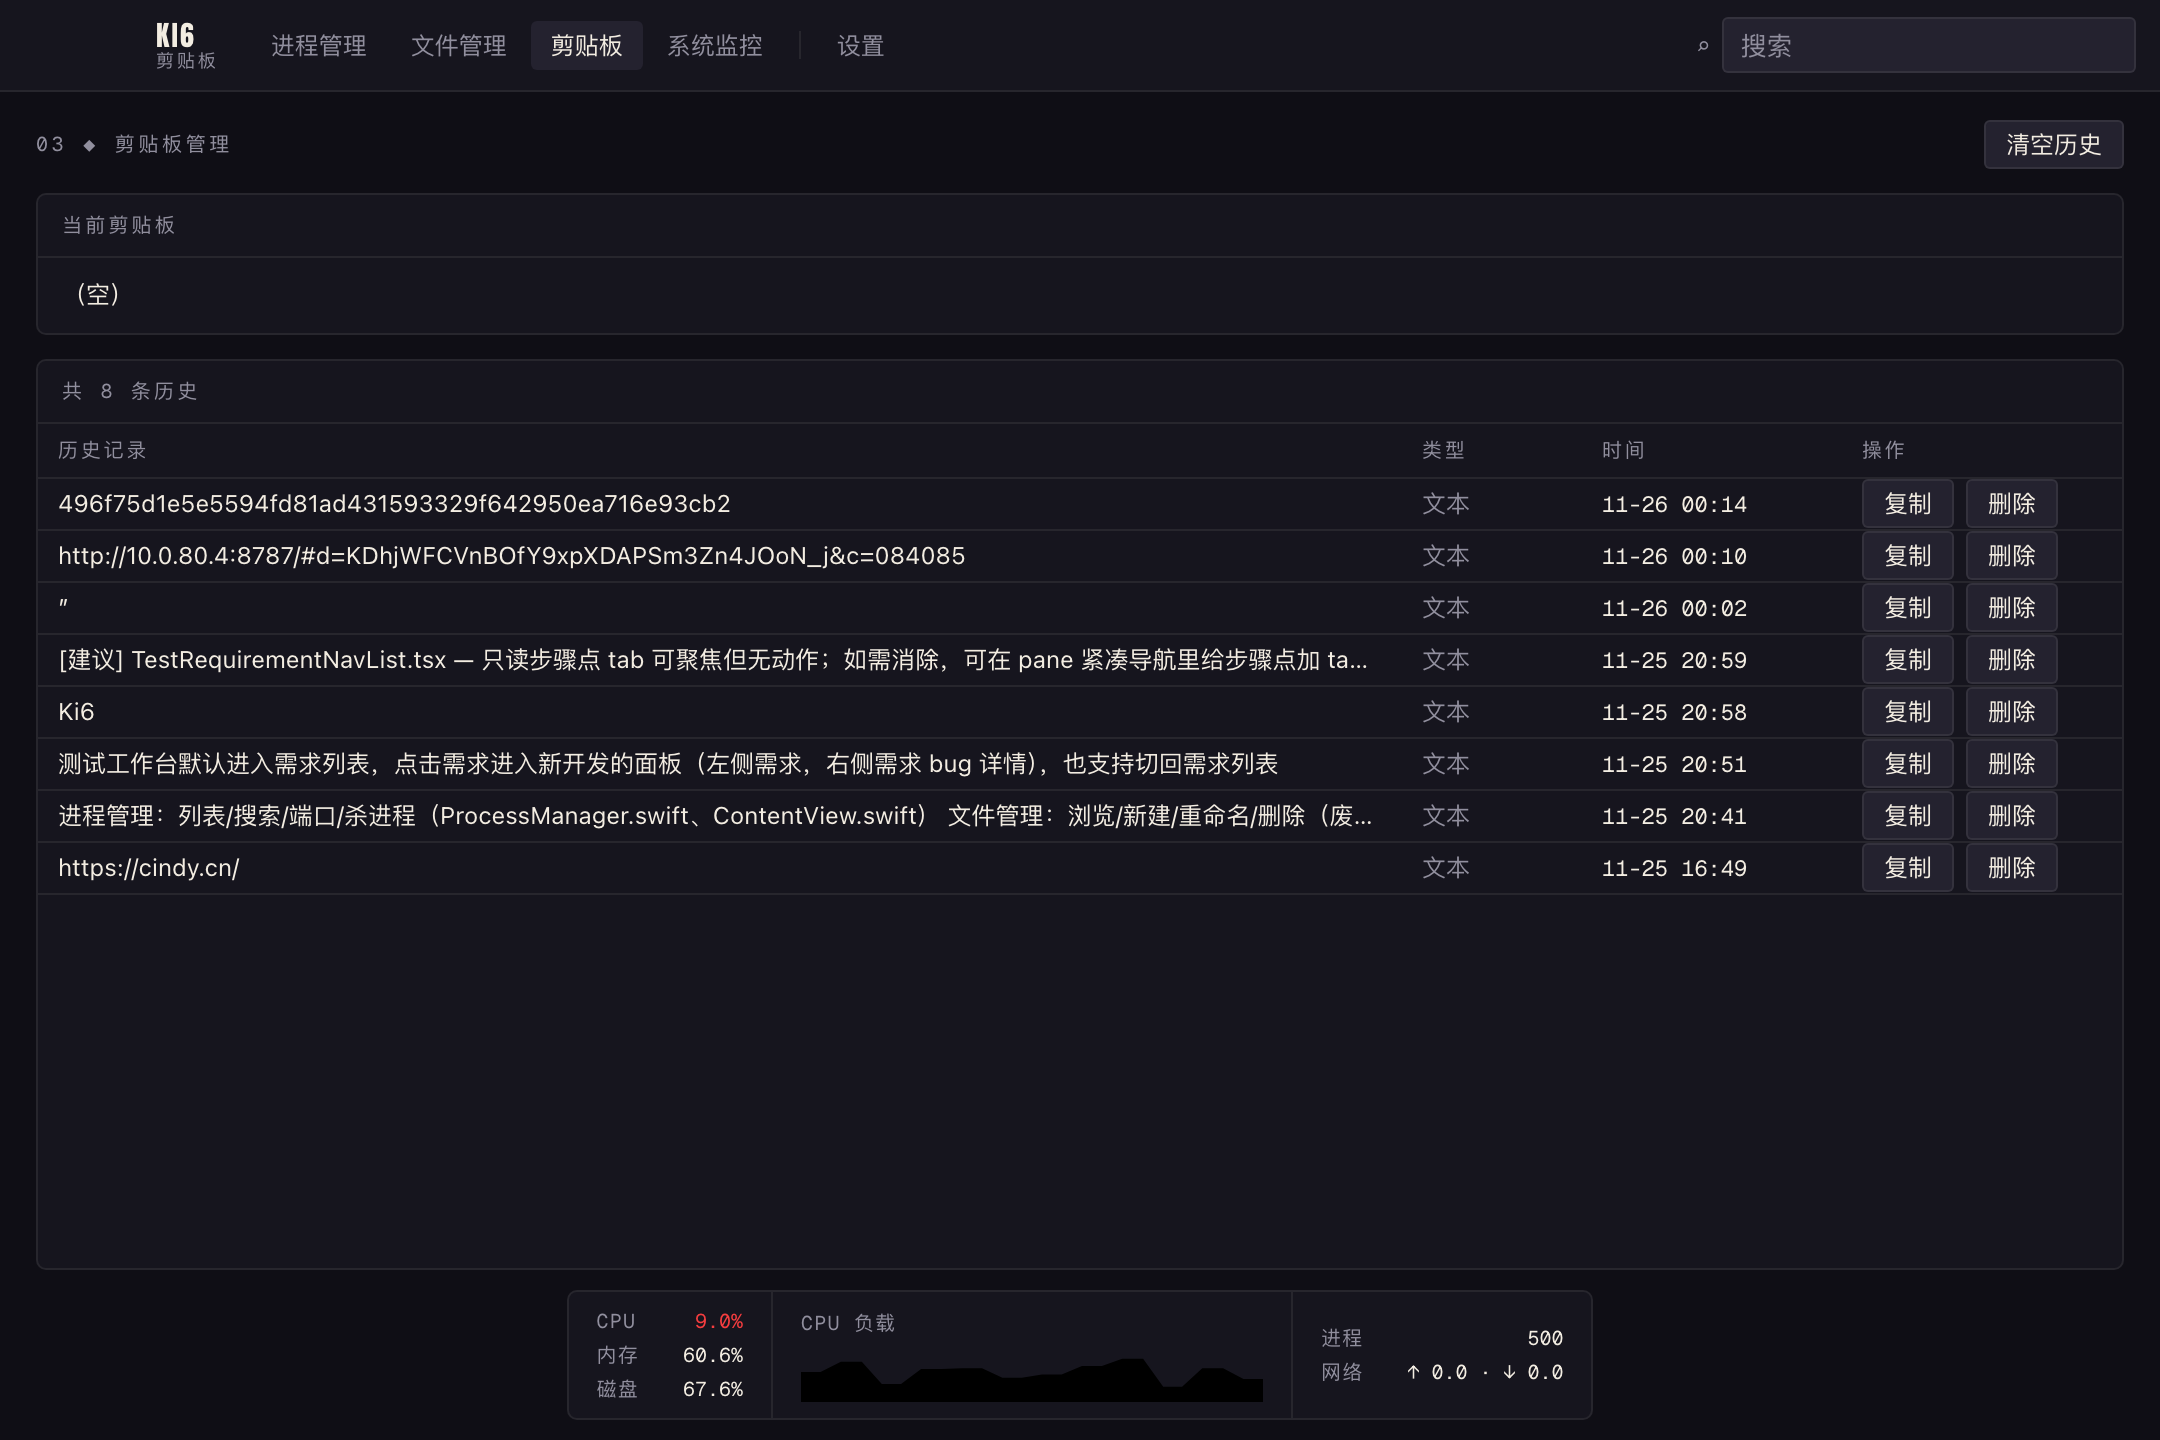 KI6
剪贴板
进程管理 文件管理 剪贴板 系统监控 设置 搜索
03 ◆ 剪贴板管理 清空历史
当前剪贴板
（空）
共 8 条历史
历史记录 类型 时间 操作
496f75d1e5e5594fd81ad431593329f642950ea716e93cb2 文本 11-26 00:14 复制 删除
http://10.0.80.4:8787/#d=KDhjWFCVnBOfY9xpXDAPSm3Zn4JOoN_j&c=084085 文本 11-26 00:10 复制 删除
" 文本 11-26 00:02 复制 删除
[建议] TestRequirementNavList.tsx — 只读步骤点 tab 可聚焦但无动作；如需消除，可在 pane 紧凑导航里给步骤点加 ta... 文本 11-25 20:59 复制 删除
Ki6 文本 11-25 20:58 复制 删除
测试工作台默认进入需求列表，点击需求进入新开发的面板（左侧需求，右侧需求 bug 详情），也支持切回需求列表 文本 11-25 20:51 复制 删除
进程管理：列表/搜索/端口/杀进程（ProcessManager.swift、ContentView.swift） 文件管理：浏览/新建/重命名/删除（废... 文本 11-25 20:41 复制 删除
https://cindy.cn/ 文本 11-25 16:49 复制 删除
CPU 9.0%
内存 60.6%
磁盘 67.6%
CPU 负载
进程 500
网络 ↑ 0.0 · ↓ 0.0